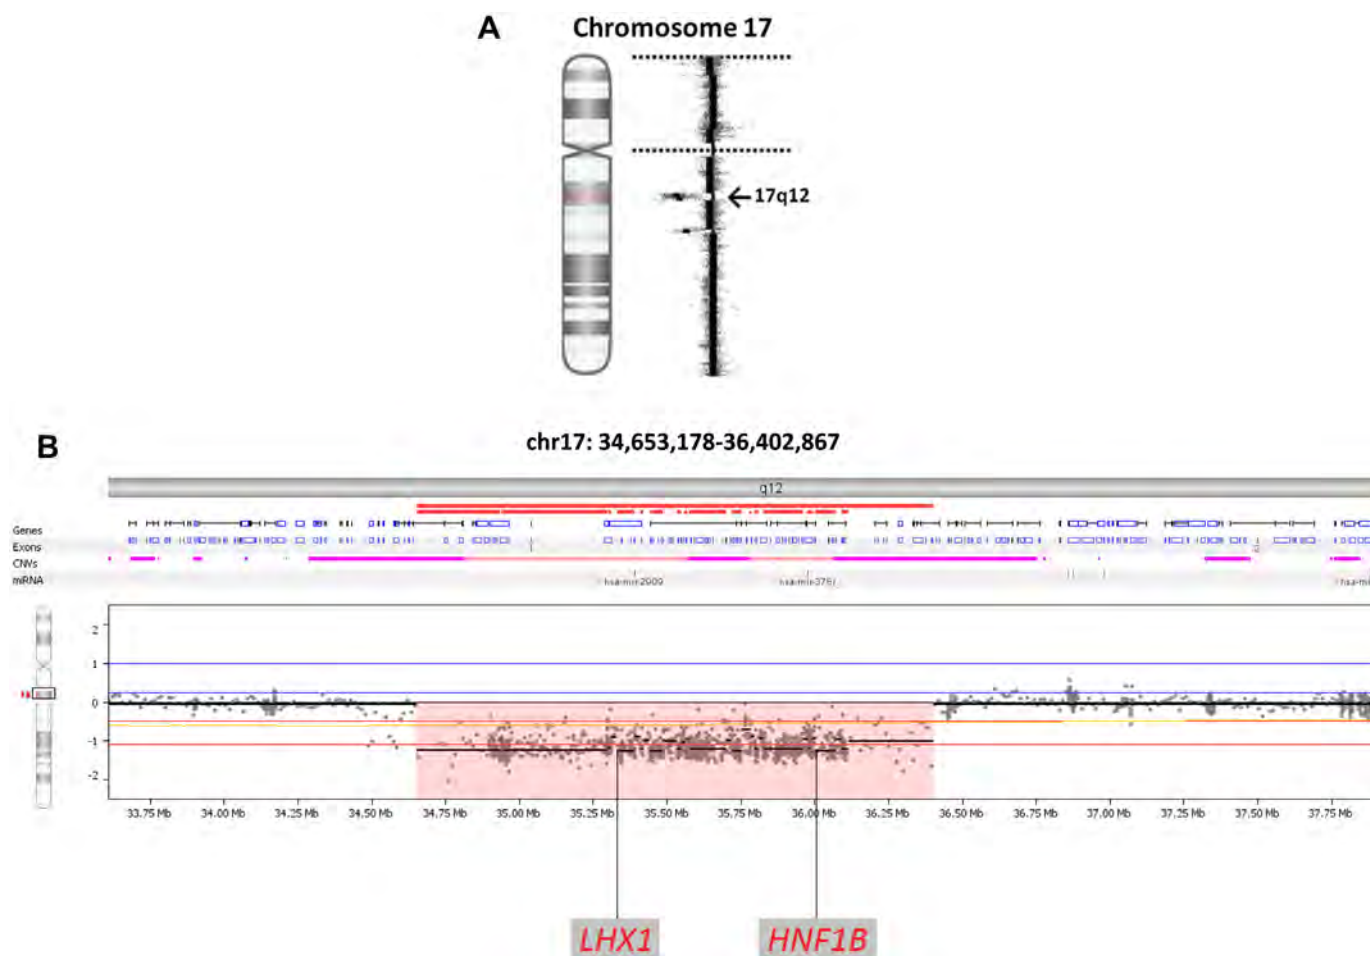 A
Chromosome 17
17q12
B
chr17: 34,653,178-36,402,867
q12
Genes
Exons
CNVs
mRNA
hsa-mir2909
2
1
0
-1
-2
33.75 Mb 34.00 Mb 34.25 Mb 34.50 Mb 34.75 Mb 35.00 Mb 35.25 Mb 35.50 Mb 35.75 Mb 36.00 Mb 36.25 Mb 36.50 Mb 36.75 Mb 37.00 Mb 37.25 Mb 37.50 Mb 37.75 Mb
LHX1 HNF1B